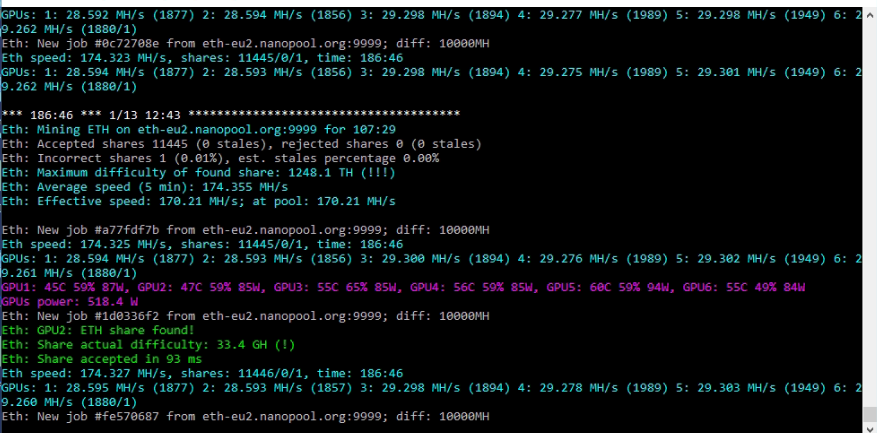 GPUs: 1: 28.592 MH/s (1877) 2: 28.594 MH/s (1856) 3: 29.298 MH/s (1894) 4: 29.277 MH/s (1989) 5: 29.298 MH/s (1949) 6: 2
9.262 MH/s (1880/1)
Eth: New job #0c72708e from eth-eu2.nanopool.org:9999; diff: 10000MH
Eth speed: 174.323 MH/s, shares: 11445/0/1, time: 186:46
GPUs: 1: 28.594 MH/s (1877) 2: 28.593 MH/s (1856) 3: 29.298 MH/s (1894) 4: 29.275 MH/s (1989) 5: 29.301 MH/s (1949) 6: 2
9.262 MH/s (1880/1)
*** 186:46 *** 1/13 12:43 **************************************
Eth: Mining ETH on eth-eu2.nanopool.org:9999 for 107:29
Eth: Accepted shares 11445 (0 stales), rejected shares 0 (0 stales)
Eth: Incorrect shares 1 (0.01%), est. stales percentage 0.00%
Eth: Maximum difficulty of found share: 1248.1 TH (!!!)
Eth: Average speed (5 min): 174.355 MH/s
Eth: Effective speed: 170.21 MH/s; at pool: 170.21 MH/s
Eth: New job #a77fdf7b from eth-eu2.nanopool.org:9999; diff: 10000MH
Eth speed: 174.325 MH/s, shares: 11445/0/1, time: 186:46
GPUs: 1: 28.594 MH/s (1877) 2: 28.593 MH/s (1856) 3: 29.300 MH/s (1894) 4: 29.276 MH/s (1989) 5: 29.302 MH/s (1949) 6: 2
9.261 MH/s (1880/1)
GPU1: 45C 59% 87W, GPU2: 47C 59% 85W, GPU3: 55C 65% 85W, GPU4: 56C 59% 85W, GPU5: 60C 59% 94W, GPU6: 55C 49% 84W
GPUs power: 518.4 W
Eth: New job #1d0336f2 from eth-eu2.nanopool.org:9999; diff: 10000MH
Eth: GPU2: ETH share found!
Eth: Share actual difficulty: 33.4 GH (!)
Eth: Share accepted in 93 ms
Eth speed: 174.327 MH/s, shares: 11446/0/1, time: 186:46
GPUs: 1: 28.595 MH/s (1877) 2: 28.593 MH/s (1857) 3: 29.298 MH/s (1894) 4: 29.278 MH/s (1989) 5: 29.303 MH/s (1949) 6: 2
9.260 MH/s (1880/1)
Eth: New job #fe570687 from eth-eu2.nanopool.org:9999; diff: 10000MH